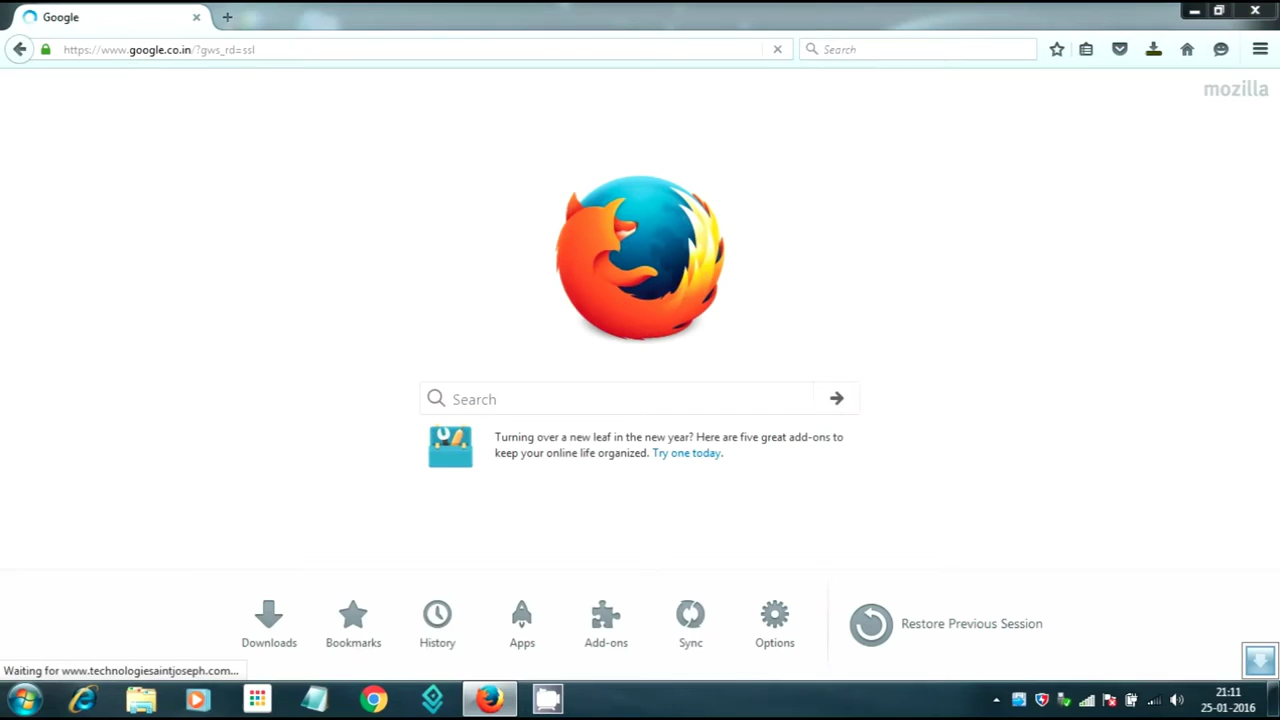 Google
https://www.google.co.in/?gws_rd=ssl
Search
mozilla
Search
Turning over a new leaf in the new year? Here are five great add-ons to
keep your online life organized. Try one today.
Downloads
Bookmarks
History
Apps
Add-ons
Sync
Options
Restore Previous Session
Waiting for www.technologiesaintjoseph.com...
21:11
25-01-2016